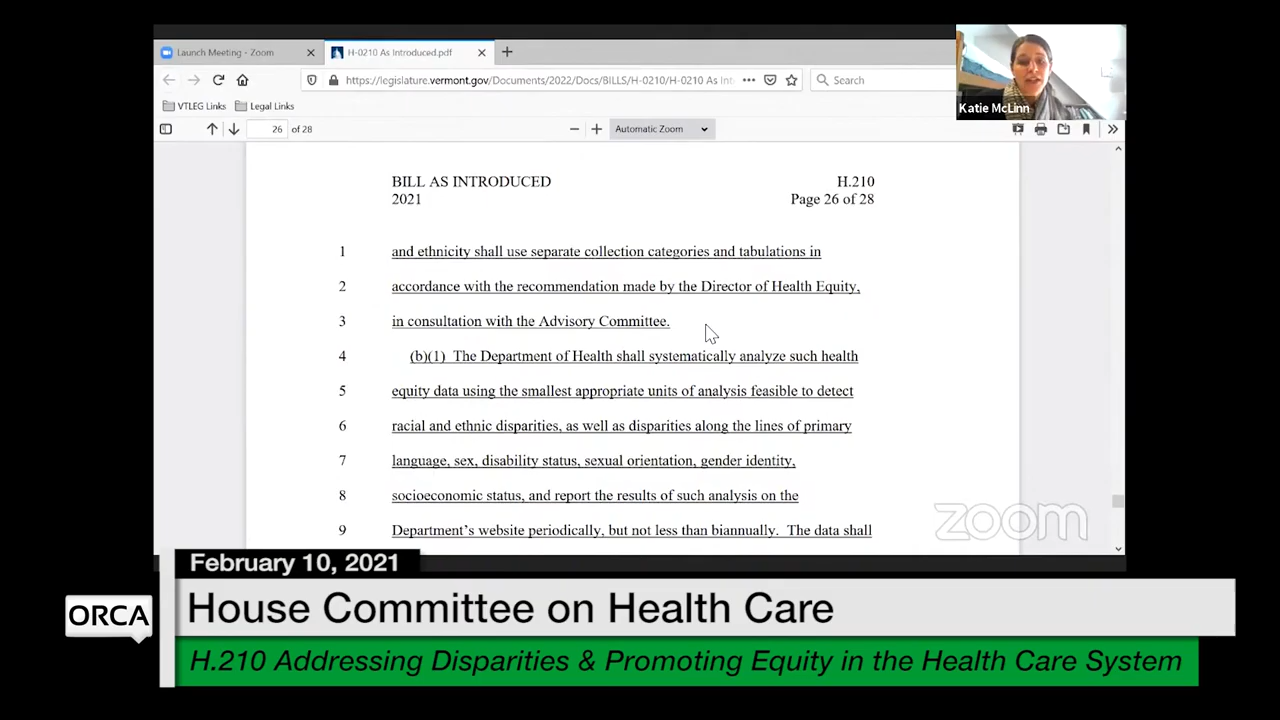 Launch Meeting - Zoom
H-0210 As Introduced.pdf
https://legislature.vermont.gov/Documents/2022/Docs/BILLS/H-0210/H-0210 As Int
Search
VTLEG Links
Legal Links
26 of 28
Automatic Zoom
Katie McLinn
BILL AS INTRODUCED H.210
2021 Page 26 of 28
1 and ethnicity shall use separate collection categories and tabulations in
2 accordance with the recommendation made by the Director of Health Equity,
3 in consultation with the Advisory Committee.
4 (b)(1) The Department of Health shall systematically analyze such health
5 equity data using the smallest appropriate units of analysis feasible to detect
6 racial and ethnic disparities, as well as disparities along the lines of primary
7 language, sex, disability status, sexual orientation, gender identity,
8 socioeconomic status, and report the results of such analysis on the
9 Department's website periodically, but not less than biannually. The data shall
zoom
February 10, 2021
ORCA
House Committee on Health Care
H.210 Addressing Disparities & Promoting Equity in the Health Care System